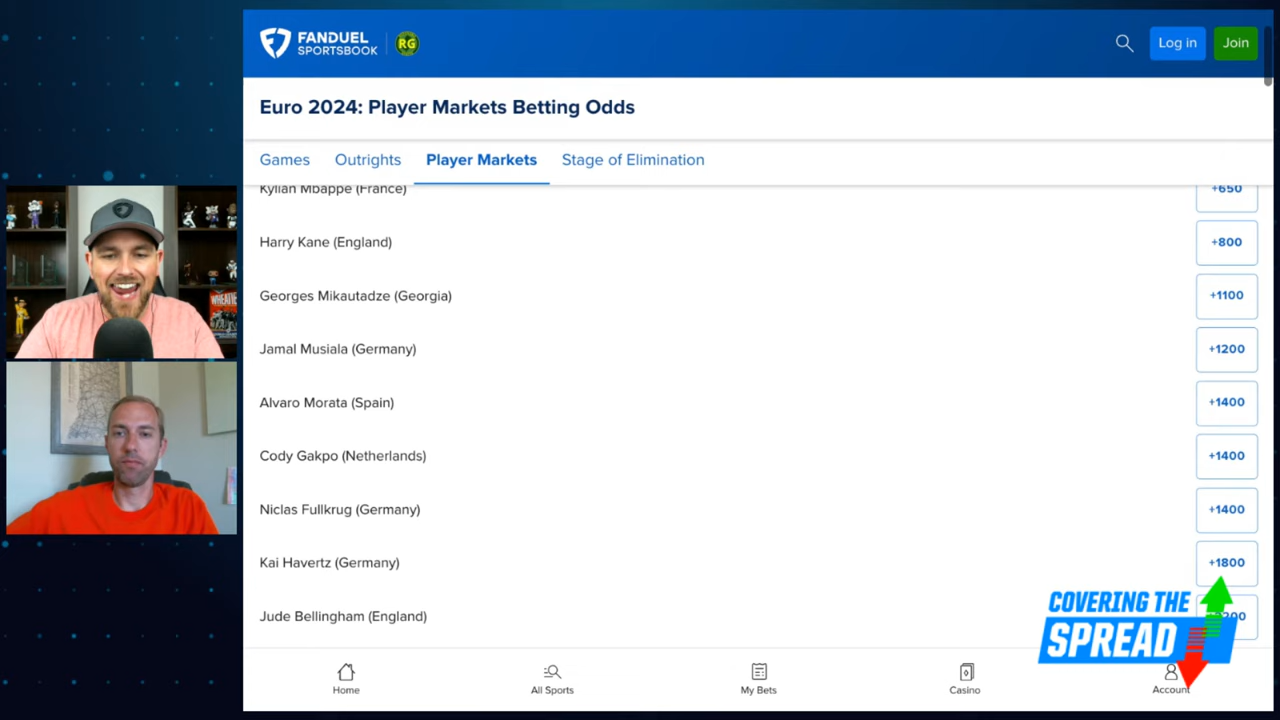 FANDUEL
SPORTSBOOK
RG
Log in
Join
Euro 2024: Player Markets Betting Odds
Games Outrights Player Markets Stage of Elimination
Kylian Mbappe (France) +650
Harry Kane (England) +800
Georges Mikautadze (Georgia) +1100
Jamal Musiala (Germany) +1200
Alvaro Morata (Spain) +1400
Cody Gakpo (Netherlands) +1400
Niclas Fullkrug (Germany) +1400
Kai Havertz (Germany) +1800
Jude Bellingham (England)
COVERING THE
SPREAD
Home All Sports My Bets Casino Account